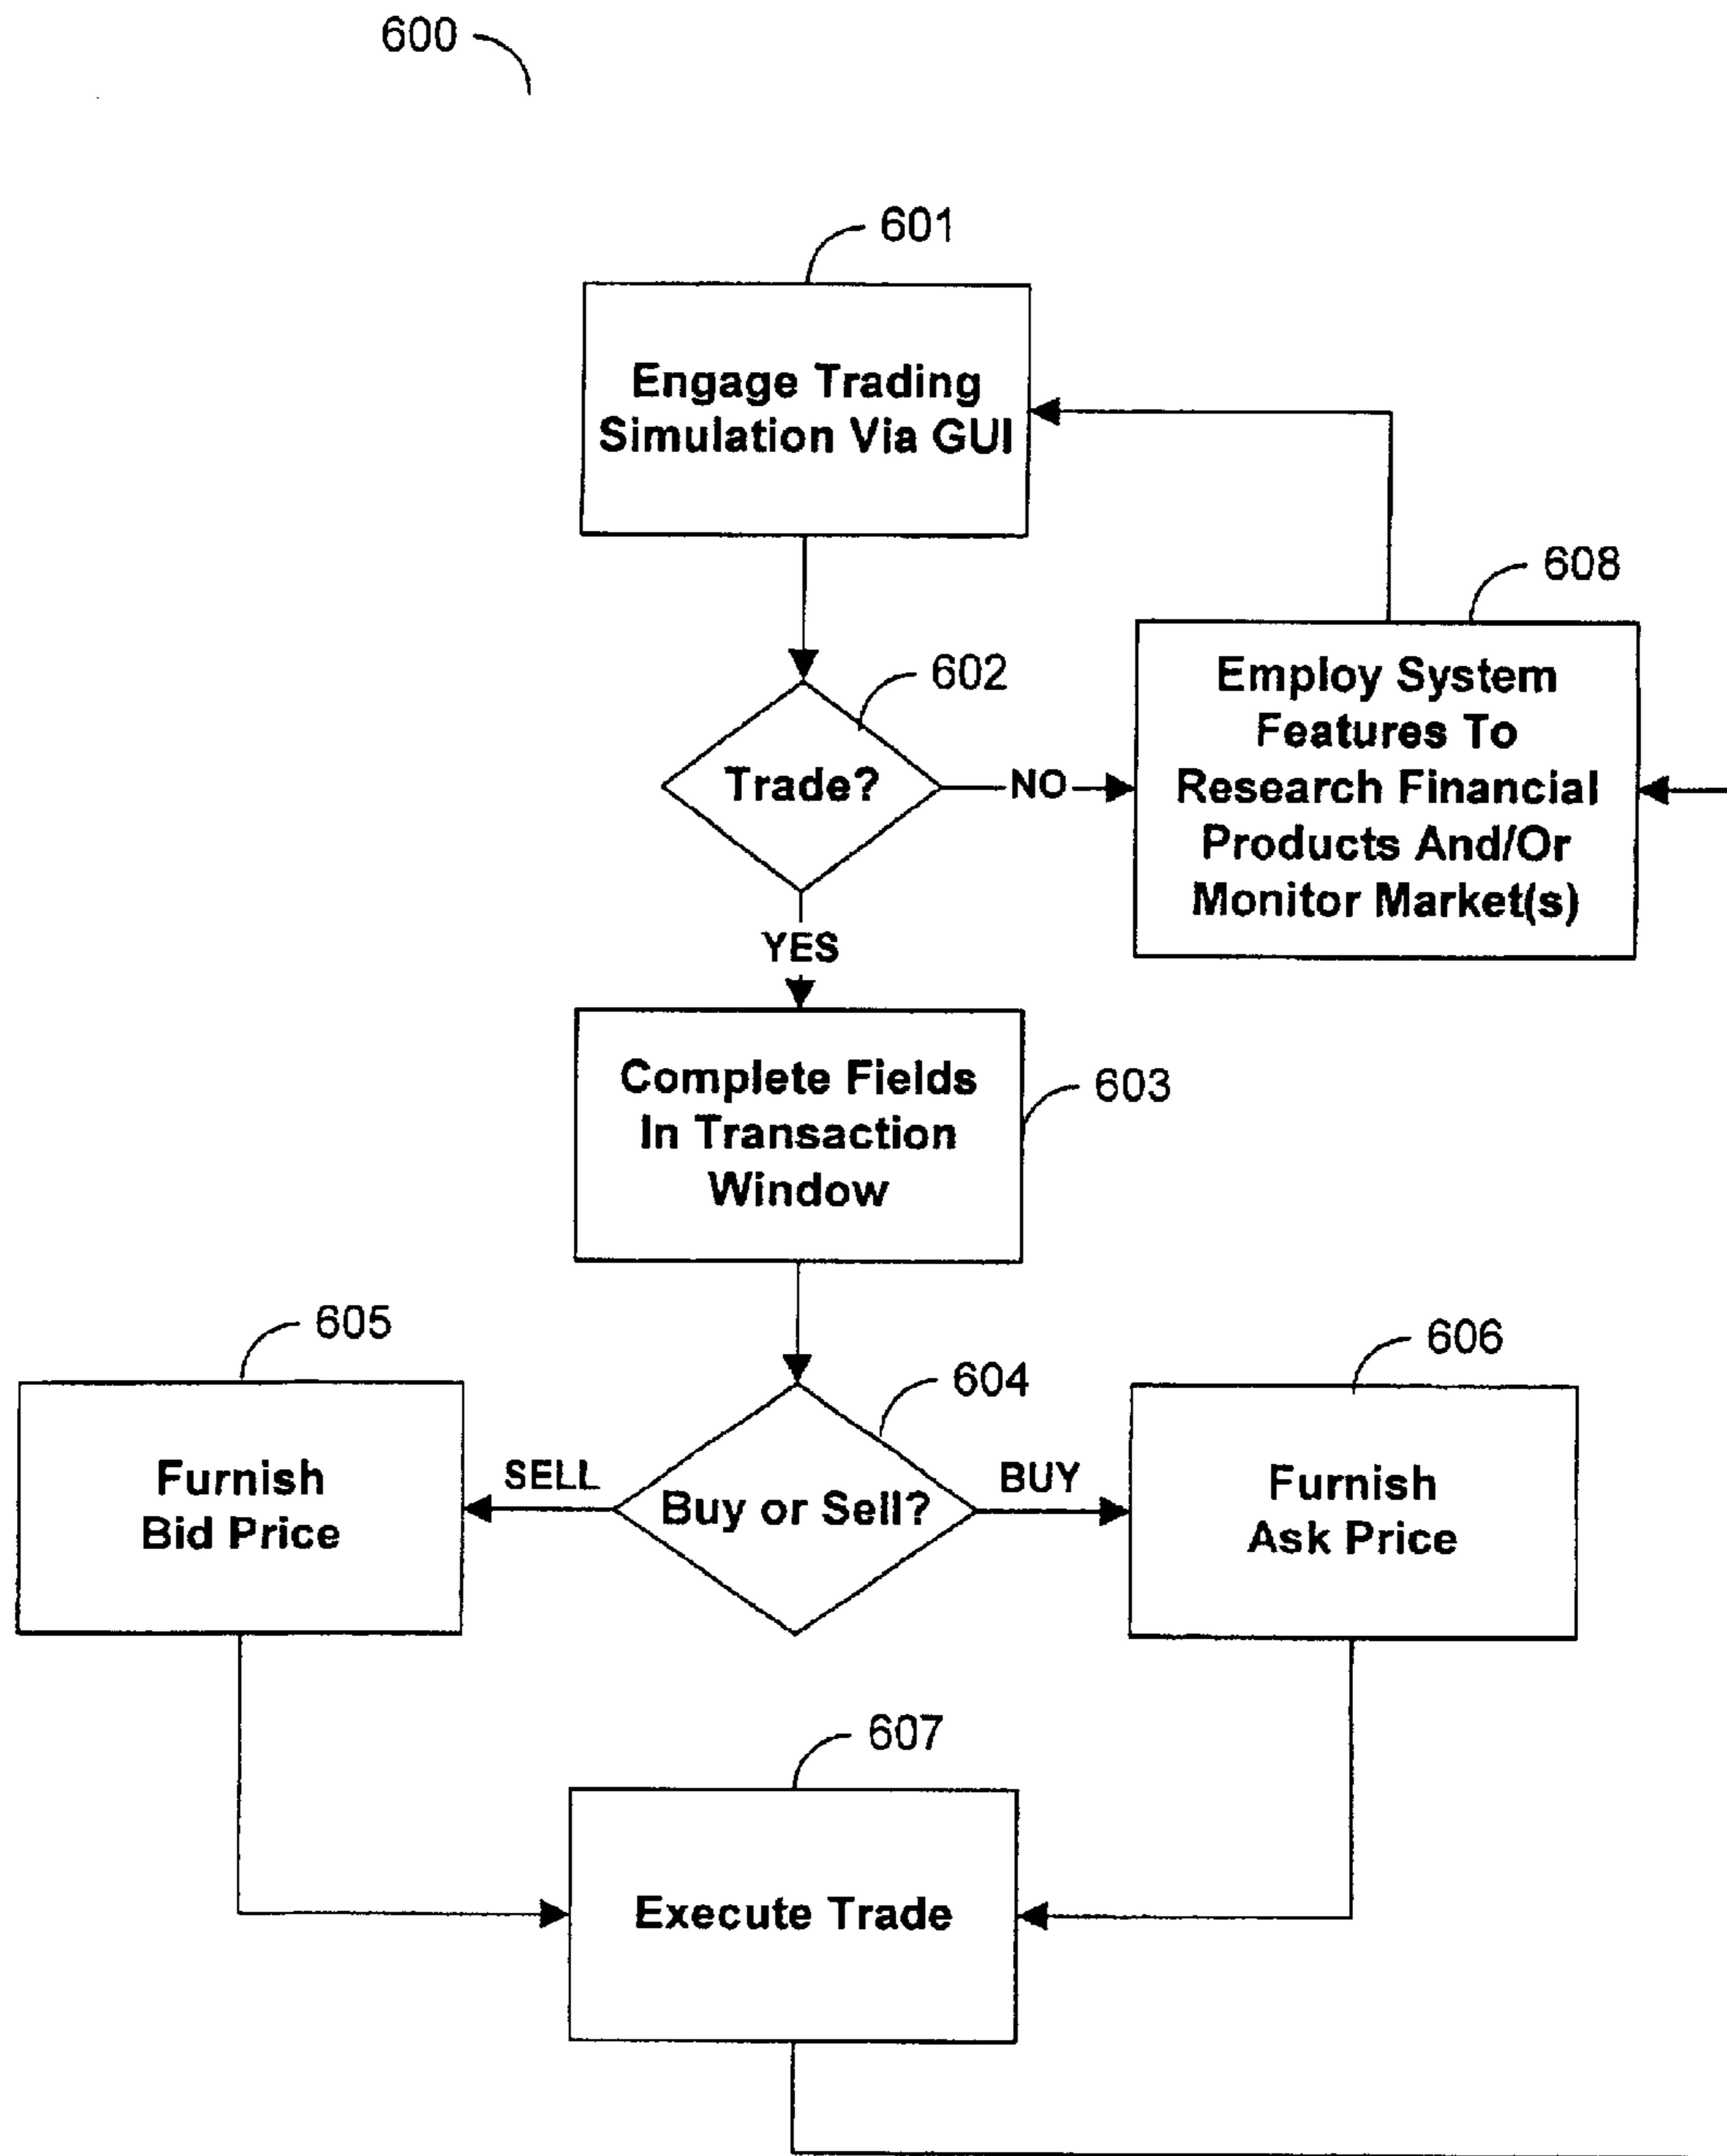 600
601
Engage Trading
Simulation Via GUI
608
602
Employ System
Features To
Research Financial
Products And/Or
Monitor Market(s)
Trade?
NO
YES
Complete Fields
In Transaction
Window
603
605
606
604
Furnish
Bid Price
SELL
Buy or Sell?
BUY
Furnish
Ask Price
607
Execute Trade